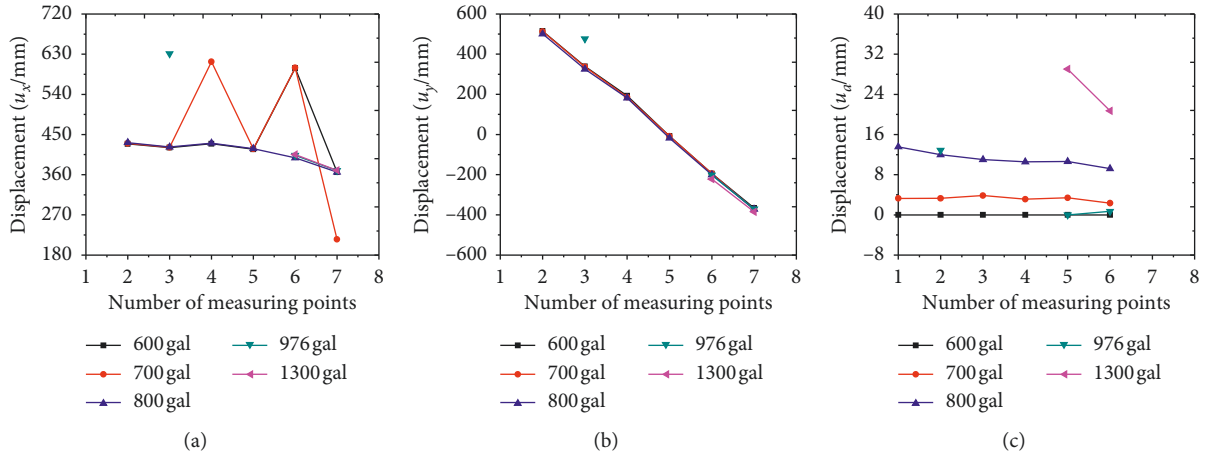 720
630
540
450
360
270
180
Displacement (ux/mm)
1 2 3 4 5 6 7 8
Number of measuring points
600 gal
700 gal
800 gal
976 gal
1300 gal
(a)
600
400
200
0
−200
−400
−600
Displacement (uy/mm)
1 2 3 4 5 6 7 8
Number of measuring points
600 gal
700 gal
800 gal
976 gal
1300 gal
(b)
40
32
24
16
8
0
−8
Displacement (ua/mm)
1 2 3 4 5 6 7 8
Number of measuring points
600 gal
700 gal
800 gal
976 gal
1300 gal
(c)